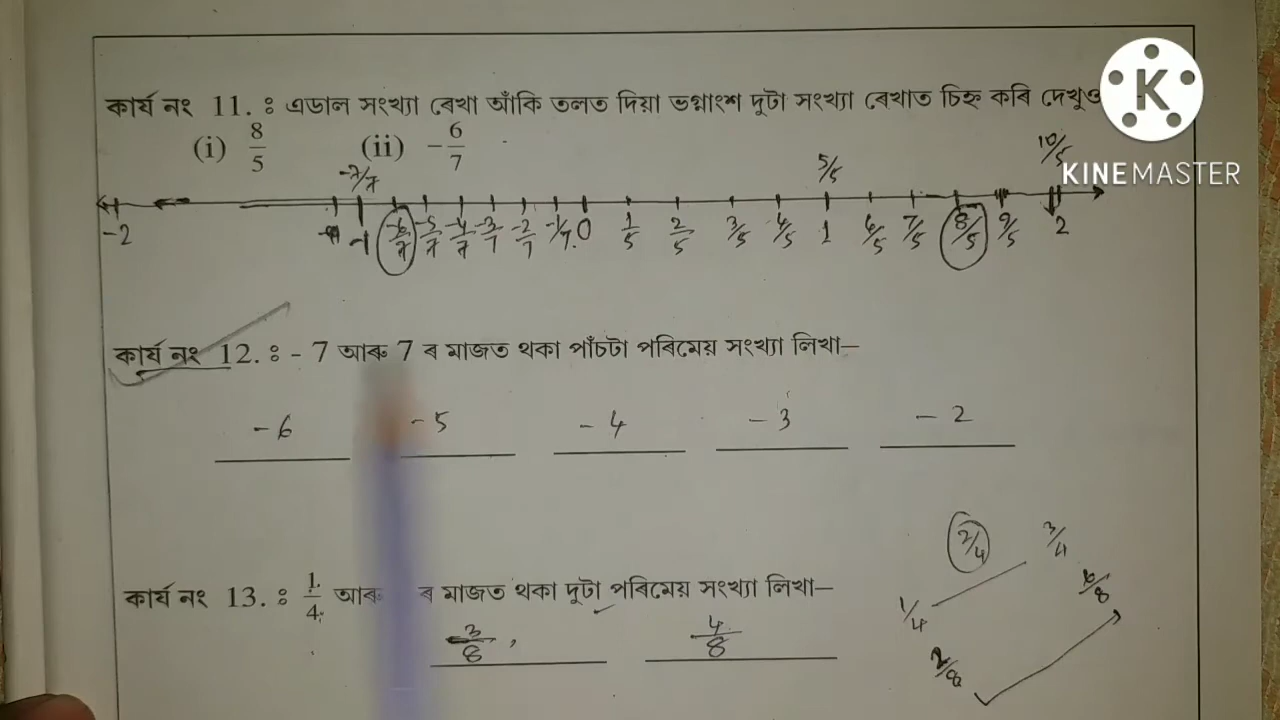 কাৰ্য নং 11. : এডাল সংখ্যা ৰেখা আঁকি তলত দিয়া ভগ্নাংশ দুটা সংখ্যা ৰেখাত চিহ্ন কৰি দেখুও
(i) 8/5 (ii) -6/7
K
KINEMASTER
-7/7 5/5 10/5
-2 -1 -6/7 -5/7 -4/7 -3/7 -2/7 -1/7 0 1/5 2/5 3/5 4/5 1 6/5 7/5 8/5 9/5 2
কাৰ্য নং 12. : - 7 আৰু 7 ৰ মাজত থকা পাঁচটা পৰিমেয় সংখ্যা লিখা–
-6 -5 -4 -3 -2
2/4 3/4
কাৰ্য নং 13. : 1/4 আৰু ৰ মাজত থকা দুটা পৰিমেয় সংখ্যা লিখা–
1/4 6/8
3/8, 4/8
2/8